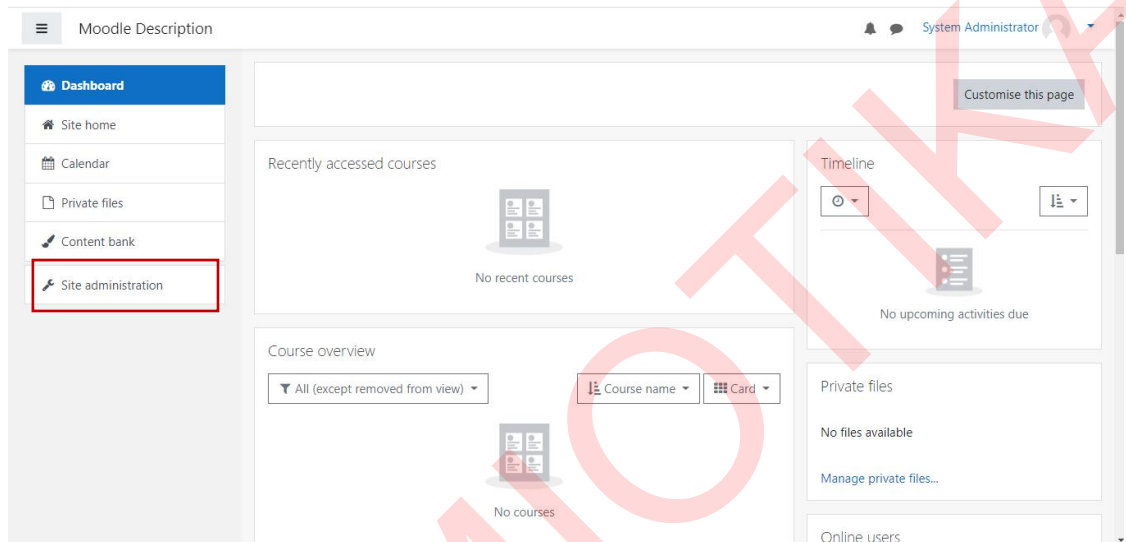 Moodle Description
System Administrator
Dashboard
Site home
Calendar
Private files
Content bank
Site administration
Customise this page
Recently accessed courses
No recent courses
Course overview
All (except removed from view)
Course name
Card
No courses
Timeline
No upcoming activities due
Private files
No files available
Manage private files...
Online users
MOTIKA